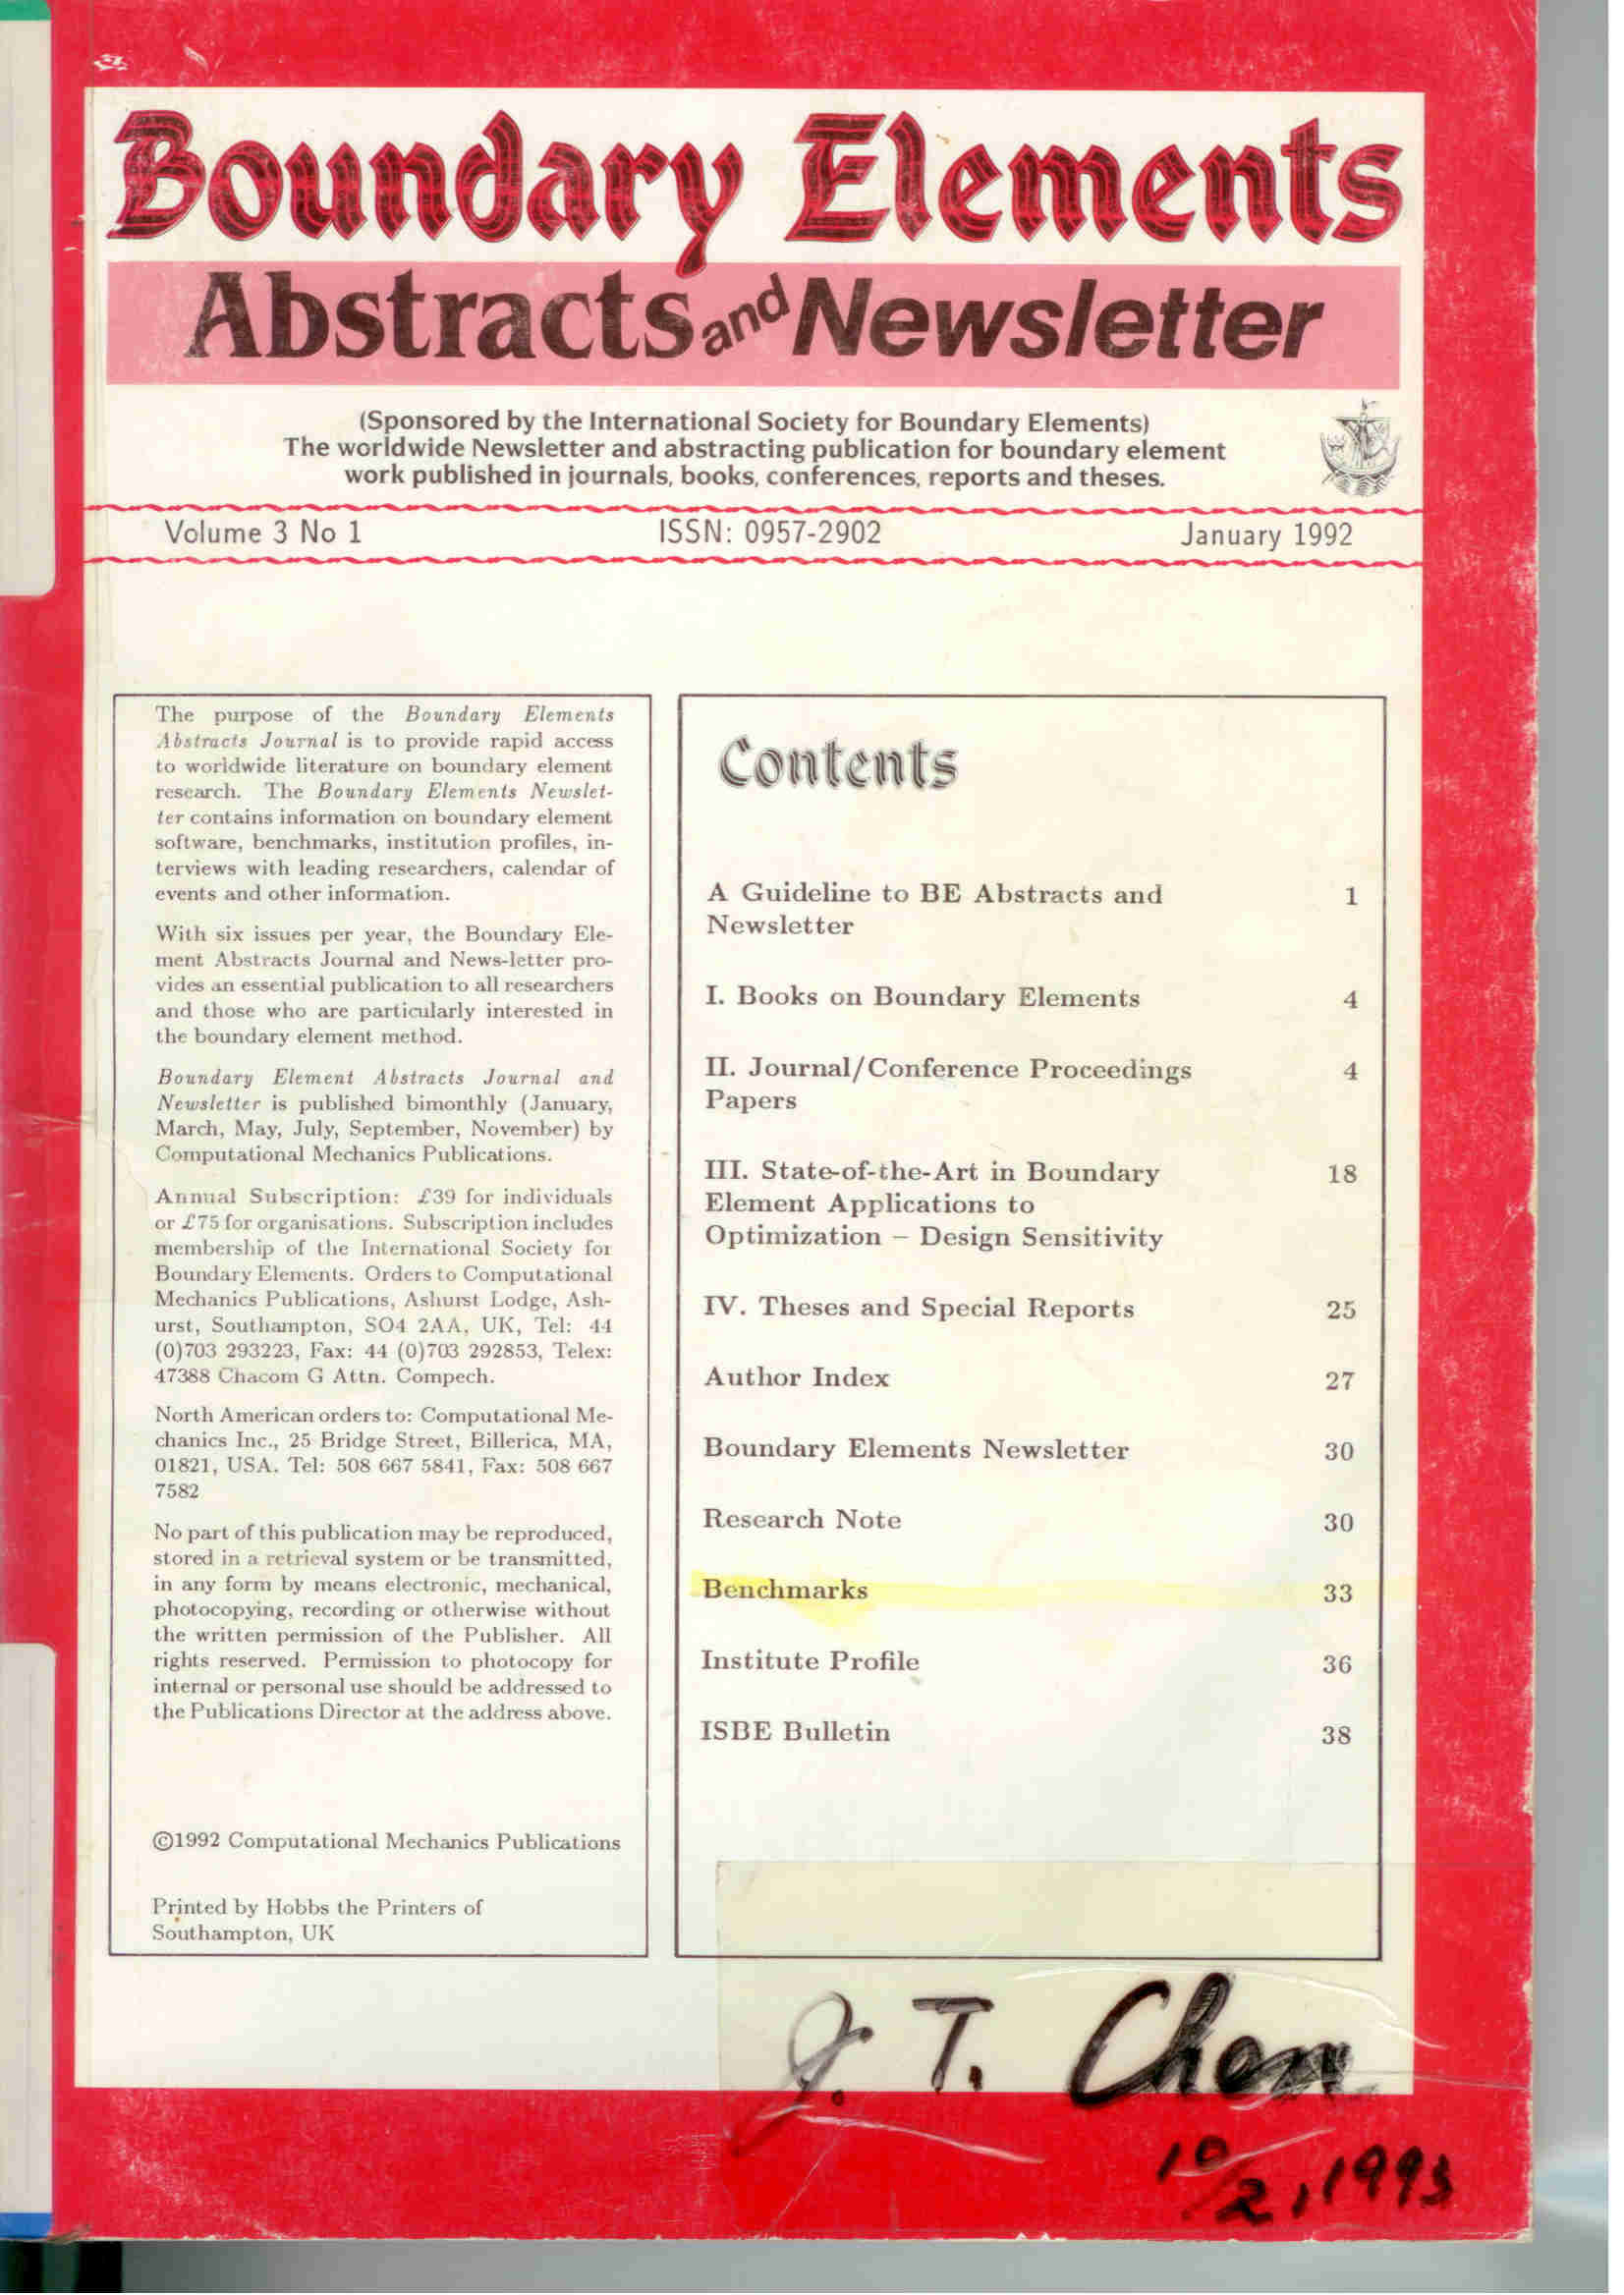 Boundary Elements
Abstracts and Newsletter
(Sponsored by the International Society for Boundary Elements)
The worldwide Newsletter and abstracting publication for boundary element
work published in journals, books, conferences, reports and theses.
Volume 3 No 1 ISSN: 0957-2902 January 1992
The purpose of the Boundary Elements
Abstracts Journal is to provide rapid access
to worldwide literature on boundary element
research. The Boundary Elements Newslet-
ter contains information on boundary element
software, benchmarks, institution profiles, in-
terviews with leading researchers, calendar of
events and other information.
With six issues per year, the Boundary Ele-
ment Abstracts Journal and News-letter pro-
vides an essential publication to all researchers
and those who are particularly interested in
the boundary element method.
Boundary Element Abstracts Journal and
Newsletter is published bimonthly (January,
March, May, July, September, November) by
Computational Mechanics Publications.
Annual Subscription: £39 for individuals
or £75 for organisations. Subscription includes
membership of the International Society for
Boundary Elements. Orders to Computational
Mechanics Publications, Ashurst Lodge, Ash-
urst, Southampton, SO4 2AA, UK, Tel: 44
(0)703 293223, Fax: 44 (0)703 292853, Telex:
47388 Chacom G Attn. Compech.
North American orders to: Computational Me-
chanics Inc., 25 Bridge Street, Billerica, MA,
01821, USA. Tel: 508 667 5841, Fax: 508 667
7582
No part of this publication may be reproduced,
stored in a retrieval system or be transmitted,
in any form by means electronic, mechanical,
photocopying, recording or otherwise without
the written permission of the Publisher. All
rights reserved. Permission to photocopy for
internal or personal use should be addressed to
the Publications Director at the address above.
©1992 Computational Mechanics Publications
Printed by Hobbs the Printers of
Southampton, UK
Contents
A Guideline to BE Abstracts and 1
Newsletter
I. Books on Boundary Elements 4
II. Journal/Conference Proceedings 4
Papers
III. State-of-the-Art in Boundary 18
Element Applications to
Optimization – Design Sensitivity
IV. Theses and Special Reports 25
Author Index 27
Boundary Elements Newsletter 30
Research Note 30
Benchmarks 33
Institute Profile 36
ISBE Bulletin 38
J. T. Chen
10/2, 1993